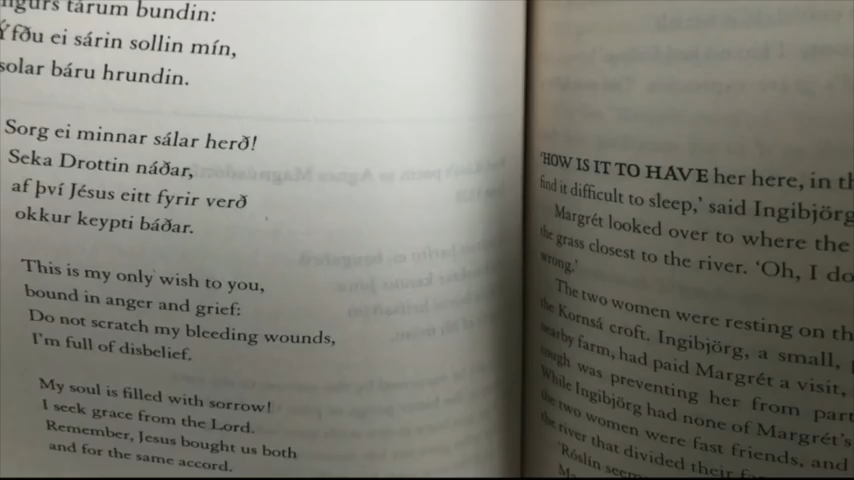 tárum bundin:
Ýfðu ei sárin sollin mín,
solar báru hrundin.
Sorg ei minnar sálar herð!
Seka Drottin náðar,
af því Jésus eitt fyrir verð
okkur keypti báðar.
This is my only wish to you,
bound in anger and grief:
Do not scratch my bleeding wounds,
I'm full of disbelief.
My soul is filled with sorrow!
I seek grace from the Lord.
Remember, Jesus bought us both
and for the same accord.
'HOW IS IT TO HAVE her here, in
find it difficult to sleep,' said Ingibjörg
Margrét looked over to where the
the grass closest to the river. 'Oh, I do
wrong.'
The two women were resting on
the Kornsá croft. Ingibjörg, a small,
nearby farm, had paid Margrét a visit,
cough was preventing her from
While Ingibjörg had none of Margrét's
the two women were fast friends, and
the river that divided their
'Róslín